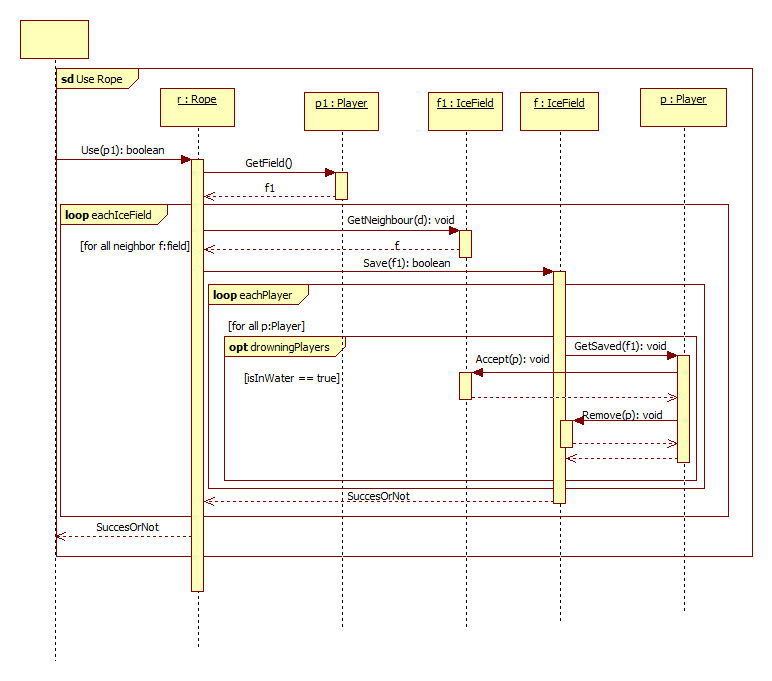 sd Use Rope
r : Rope
p1 : Player
f1 : IceField
f : IceField
p : Player
Use(p1): boolean
GetField()
f1
loop eachIceField
GetNeighbour(d): void
[for all neighbor f:field]
f
Save(f1): boolean
loop eachPlayer
[for all p:Player]
opt drowningPlayers
GetSaved(f1): void
Accept(p): void
[isInWater == true]
Remove(p): void
SuccesOrNot
SuccesOrNot